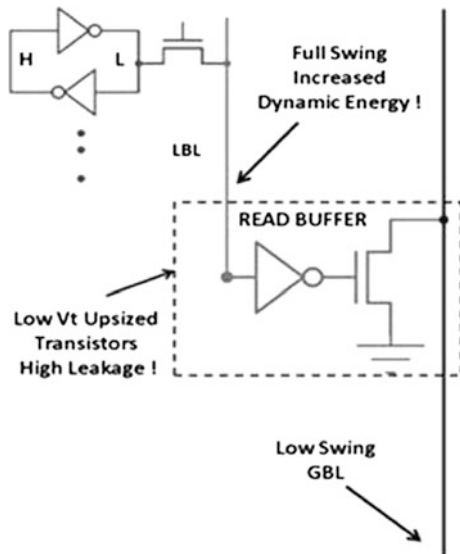 H
L
Full Swing
Increased
Dynamic Energy !
LBL
READ BUFFER
Low Vt Upsized
Transistors
High Leakage !
Low Swing
GBL